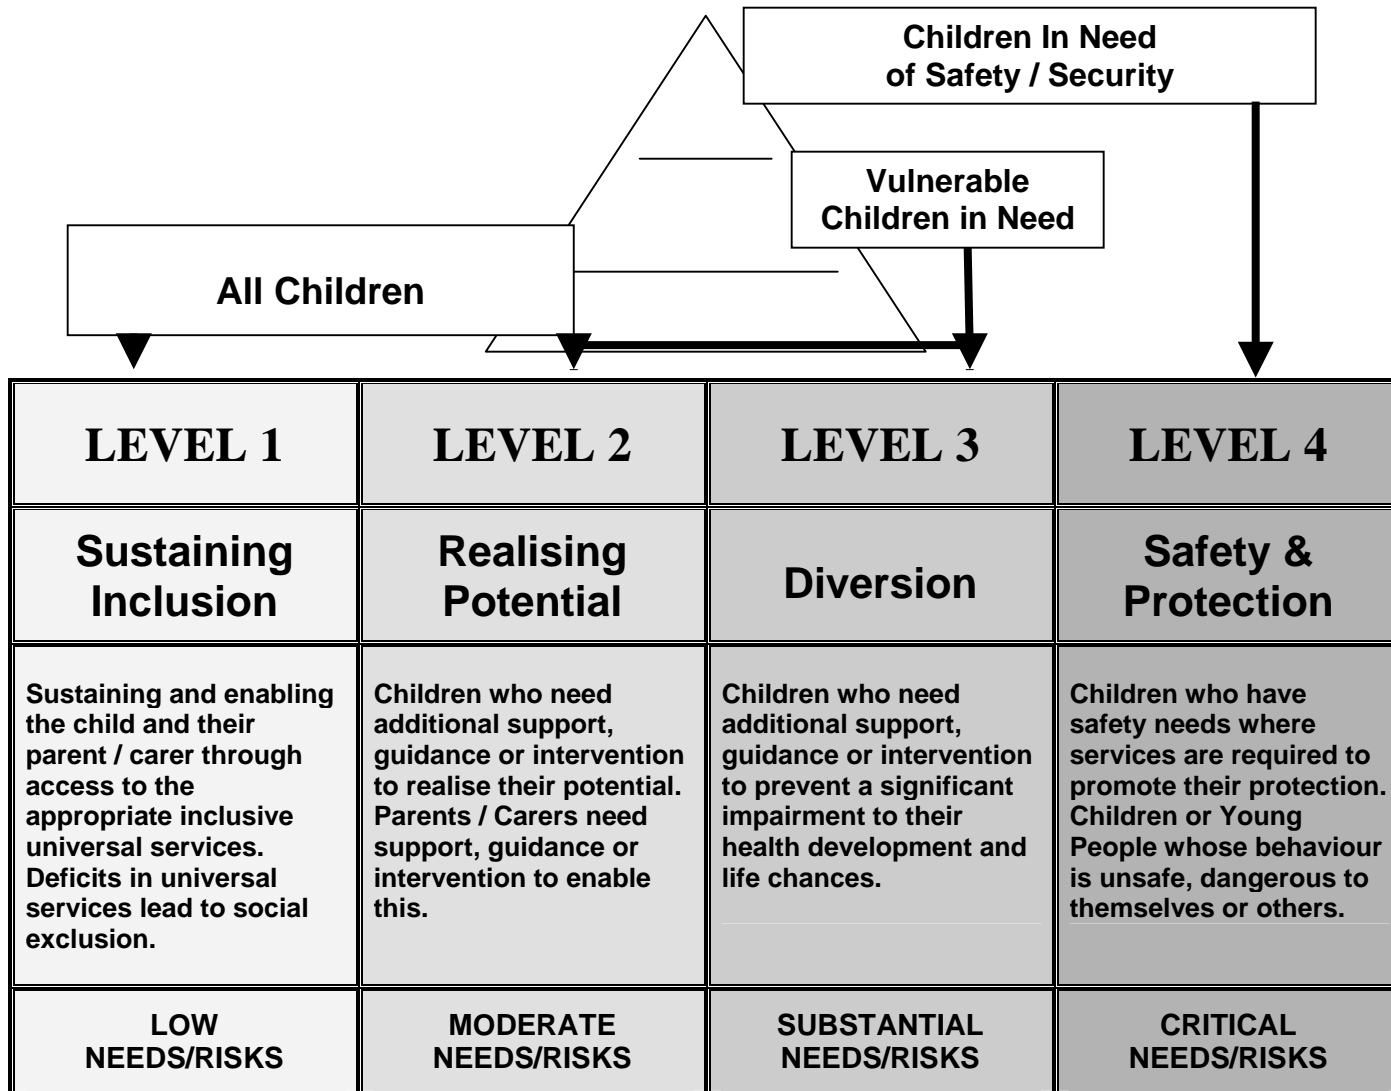 Children In Need
of Safety / Security
Vulnerable
Children in Need
All Children
LEVEL 1
LEVEL 2
LEVEL 3
LEVEL 4
Sustaining
Inclusion
Realising
Potential
Diversion
Safety &
Protection
Sustaining and enabling
the child and their
parent / carer through
access to the
appropriate inclusive
universal services.
Deficits in universal
services lead to social
exclusion.
Children who need
additional support,
guidance or intervention
to realise their potential.
Parents / Carers need
support, guidance or
intervention to enable
this.
Children who need
additional support,
guidance or intervention
to prevent a significant
impairment to their
health development and
life chances.
Children who have
safety needs where
services are required to
promote their protection.
Children or Young
People whose behaviour
is unsafe, dangerous to
themselves or others.
LOW
NEEDS/RISKS
MODERATE
NEEDS/RISKS
SUBSTANTIAL
NEEDS/RISKS
CRITICAL
NEEDS/RISKS